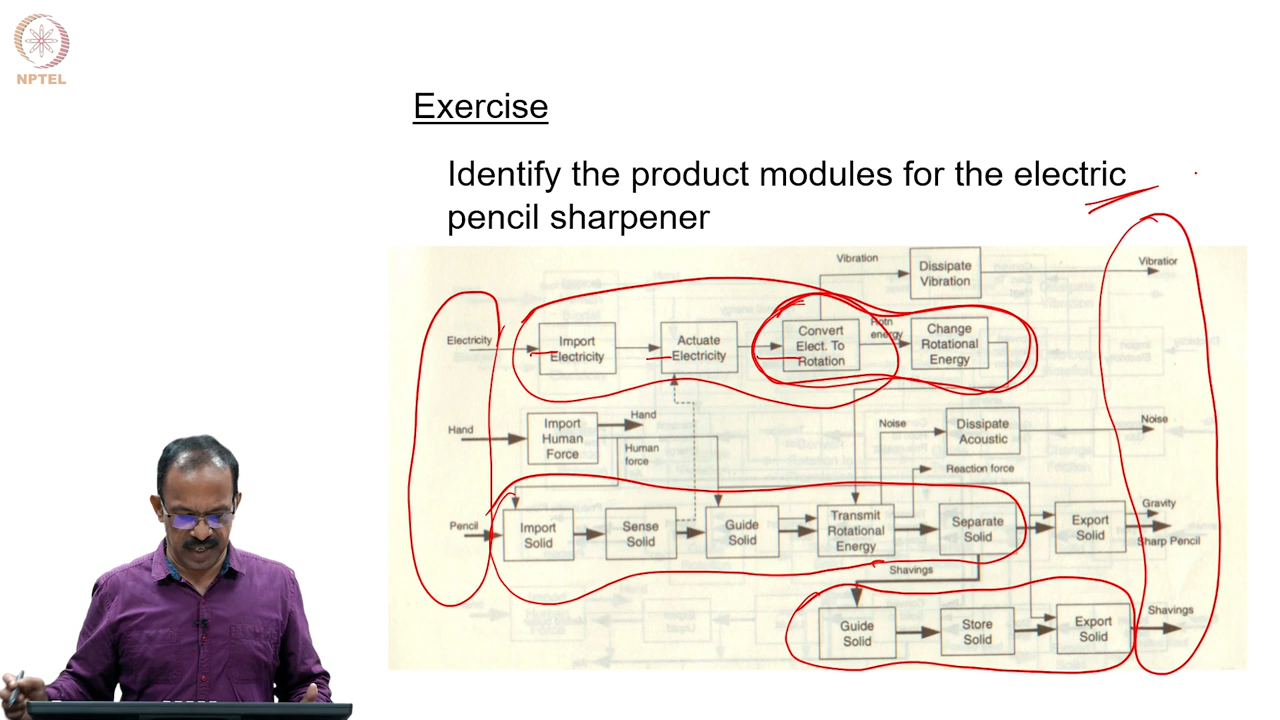 NPTEL
Exercise
Identify the product modules for the electric
pencil sharpener
Vibration
Dissipate
Vibration
Vibration
Electricity
Import
Electricity
Actuate
Electricity
Convert
Elect. To
Rotation
Rotn
energy
Change
Rotational
Energy
Hand
Import
Human
Force
Hand
Human
force
Noise
Dissipate
Acoustic
Noise
Reaction force
Pencil
Import
Solid
Sense
Solid
Guide
Solid
Transmit
Rotational
Energy
Separate
Solid
Export
Solid
Gravity
Sharp Pencil
Shavings
Guide
Solid
Store
Solid
Export
Solid
Shavings